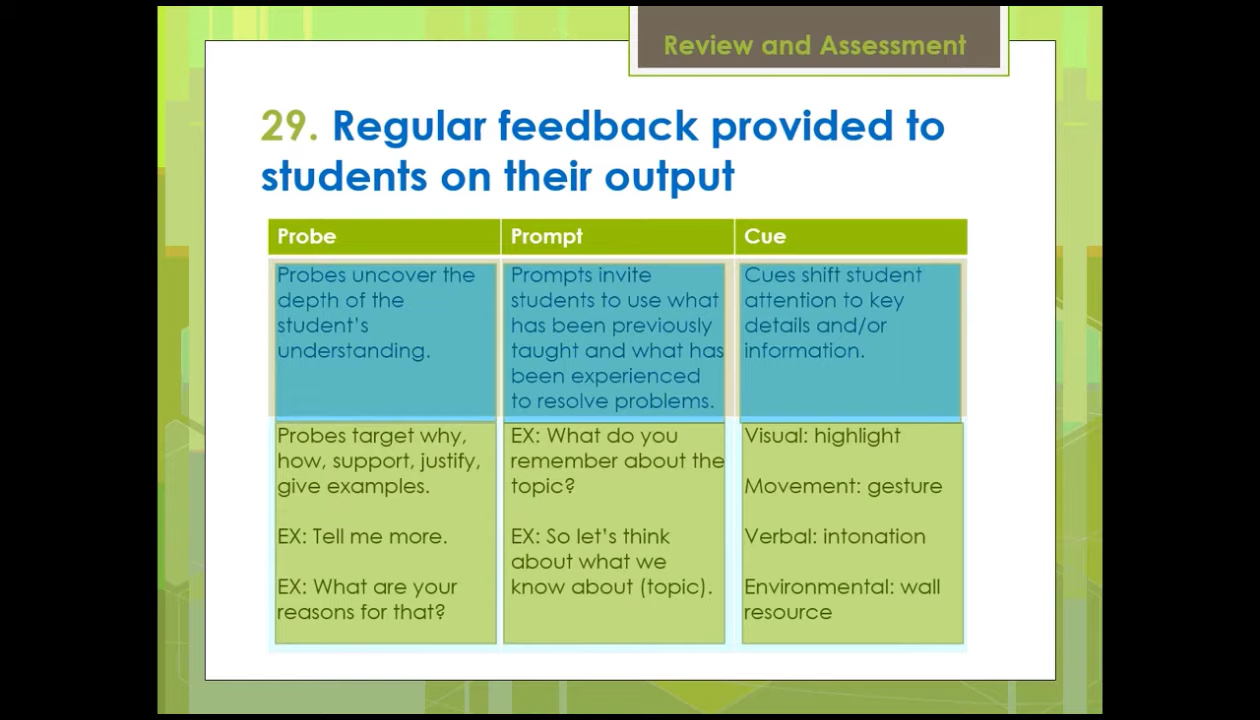 Review and Assessment
29. Regular feedback provided to
students on their output
Probe
Prompt
Cue
Probes uncover the
depth of the
student’s
understanding.
Prompts invite
students to use what
has been previously
taught and what has
been experienced
to resolve problems.
Cues shift student
attention to key
details and/or
information.
Probes target why,
how, support, justify,
give examples.
EX: Tell me more.
EX: What are your
reasons for that?
EX: What do you
remember about the
topic?
EX: So let’s think
about what we
know about (topic).
Visual: highlight
Movement: gesture
Verbal: intonation
Environmental: wall
resource